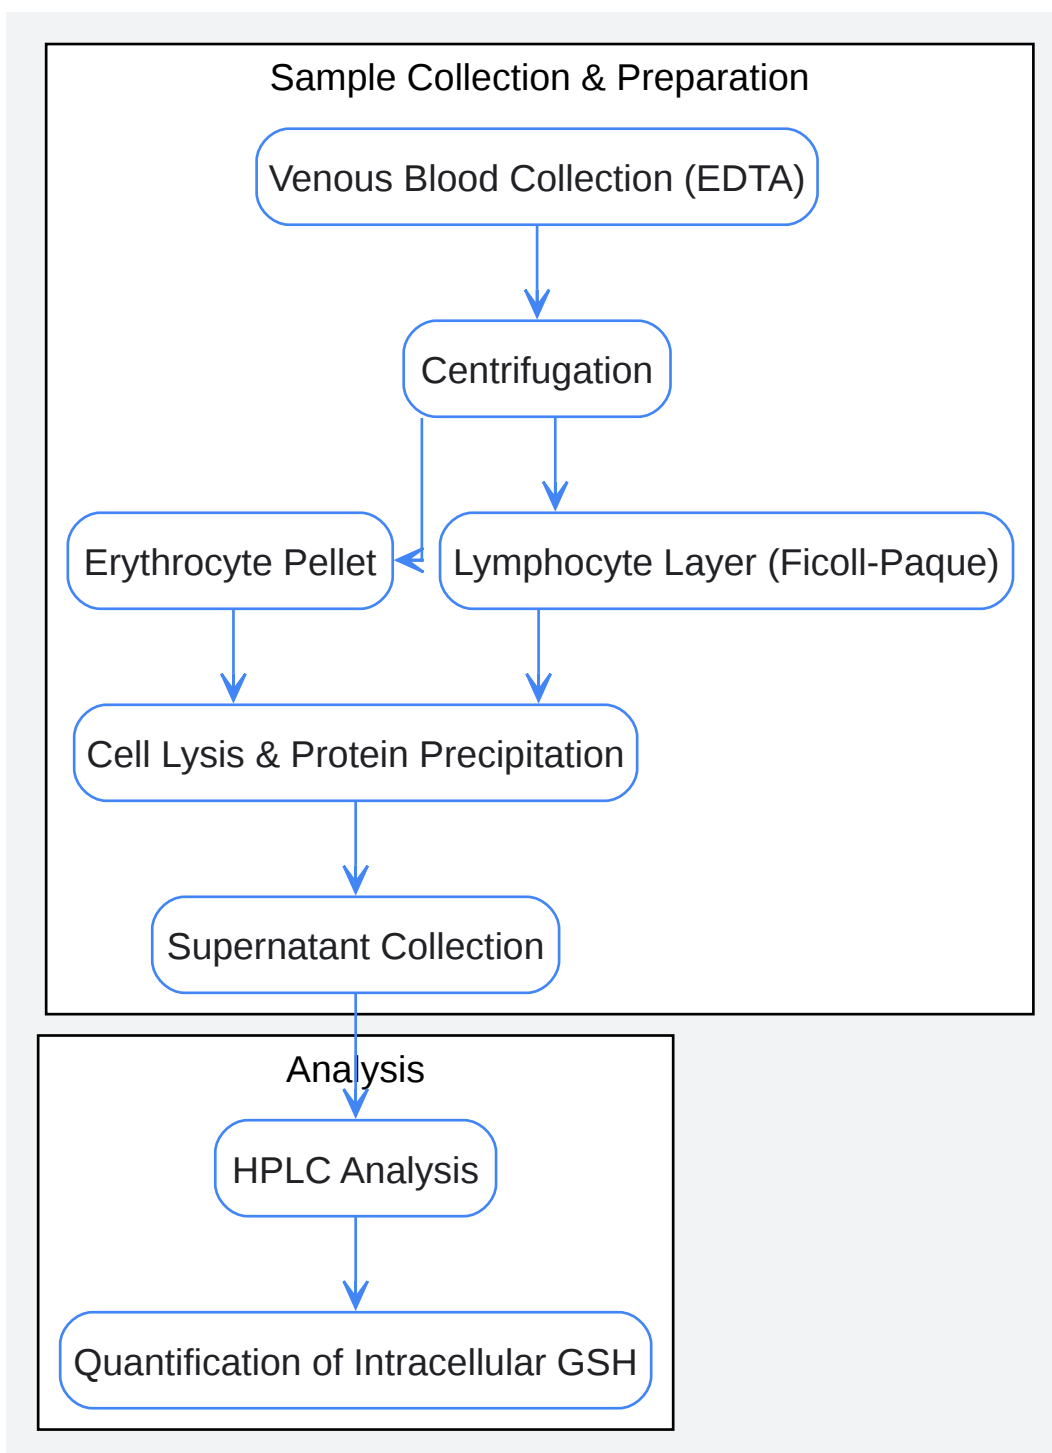 Sample Collection & Preparation
Venous Blood Collection (EDTA)
Centrifugation
Erythrocyte Pellet
Lymphocyte Layer (Ficoll-Paque)
Cell Lysis & Protein Precipitation
Supernatant Collection
Analysis
HPLC Analysis
Quantification of Intracellular GSH